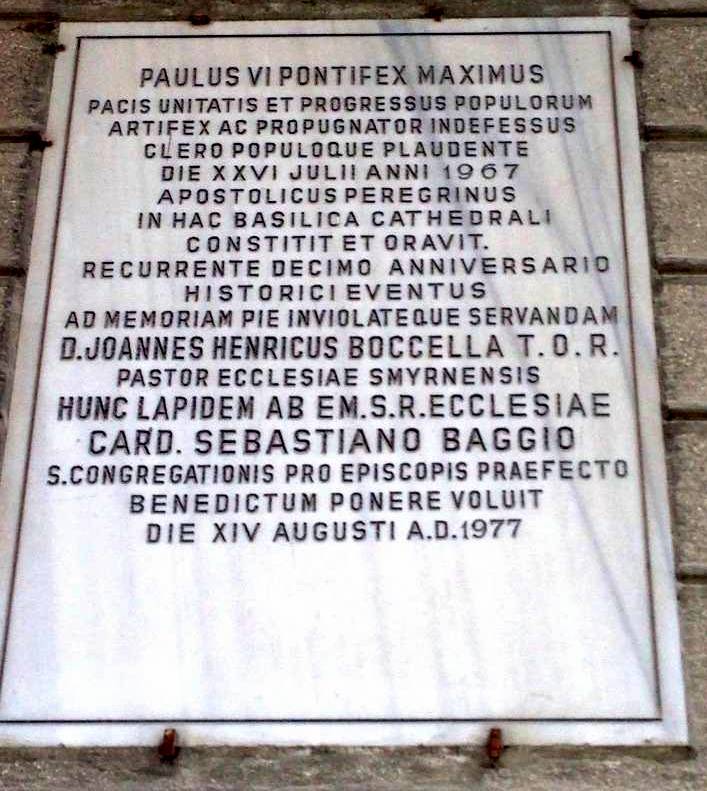 PAULUS VI PONTIFEX MAXIMUS
PACIS UNITATIS ET PROGRESSUS POPULORUM
ARTIFEX AC PROPUGNATOR INDEFESSUS
CLERO POPULOQUE PLAUDENTE
DIE XXVI JULII ANNI 1967
APOSTOLICUS PEREGRINUS
IN HAC BASILICA CATHEDRALI
CONSTITIT ET ORAVIT.
RECURRENTE DECIMO ANNIVERSARIO
HISTORICI EVENTUS
AD MEMORIAM PIE INVIOLATEQUE SERVANDAM
D.JOANNES HENRICUS BOCCELLA T.O.R.
PASTOR ECCLESIAE SMYRNENSIS
HUNC LAPIDEM AB EM.S.R.ECCLESIAE
CARD. SEBASTIANO BAGGIO
S.CONGREGATIONIS PRO EPISCOPIS PRAEFECTO
BENEDICTUM PONERE VOLUIT
DIE XIV AUGUSTI A.D.1977